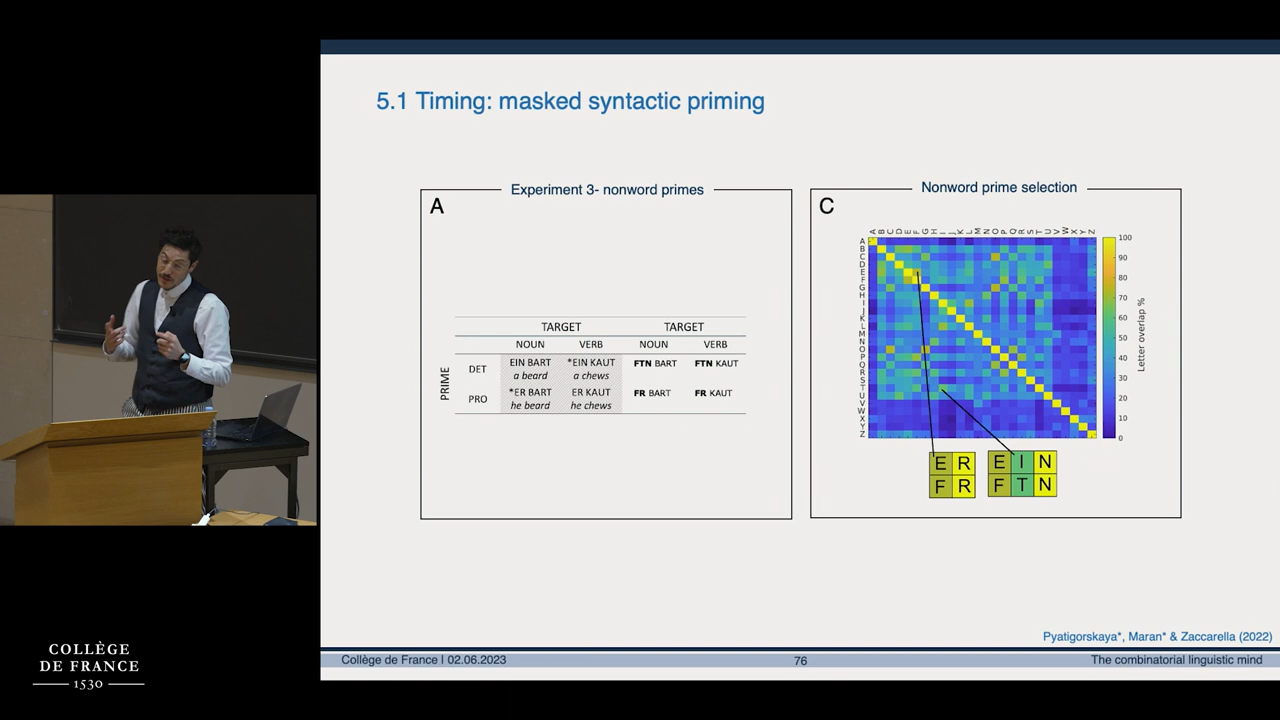 5.1 Timing: masked syntactic priming
Experiment 3- nonword primes
A
TARGET TARGET
NOUN VERB NOUN VERB
PRIME
DET EIN BART *EIN KAUT FTN BART FTN KAUT
a beard a chews
PRO *ER BART ER KAUT FR BART FR KAUT
he beard he chews
Nonword prime selection
C
A B C D E F G H I J K L M N O P Q R S T U V W X Y Z
A
B
C
D
E
F
G
H
I
J
K
L
M
N
O
P
Q
R
S
T
U
V
W
X
Y
Z
100
90
80
70
60
50
40
30
20
10
0
Letter overlap %
E R E I N
F R F T N
Pyatigorskaya*, Maran* & Zaccarella (2022)
Collège de France I 02.06.2023 76 The combinatorial linguistic mind
COLLÈGE
DE FRANCE
1530